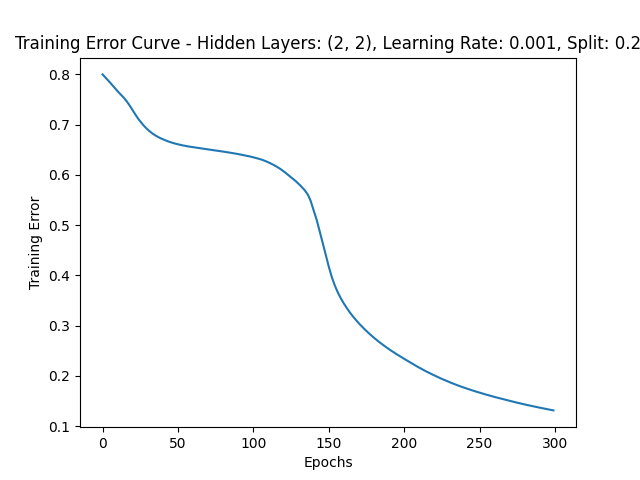 Training Error Curve - Hidden Layers: (2, 2), Learning Rate: 0.001, Split: 0.2
0.8
0.7
0.6
0.5
0.4
0.3
0.2
0.1
Training Error
0 50 100 150 200 250 300
Epochs